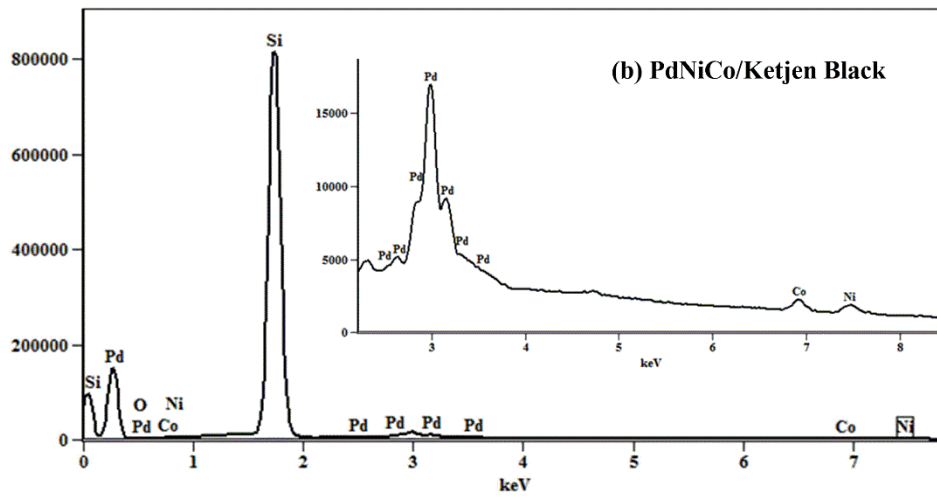 (b) PdNiCo/Ketjen Black
800000
600000
400000
200000
0
Si
Pd
Si
O
Pd
Ni
Co
Pd
Pd
Pd
Pd
Co
Ni
0
1
2
3
4
5
6
7
keV
15000
10000
5000
0
Pd
Pd
Pd
Pd
Pd
Pd
Pd
Co
Ni
3
4
5
6
7
8
keV